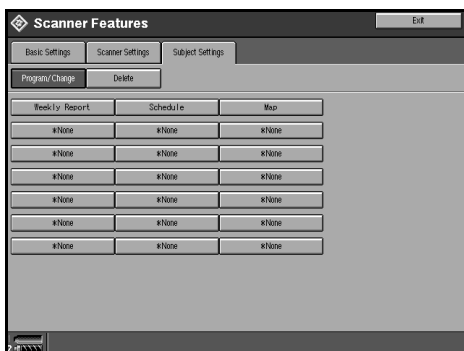 Scanner Features Exit
Basic Settings Scanner Settings Subject Settings
Program/Change Delete
Weekly Report Schedule Map
*None *None *None
*None *None *None
*None *None *None
*None *None *None
*None *None *None
*None *None *None